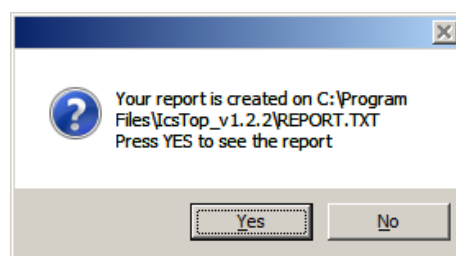 Your report is created on C:\Program
Files\IcsTop_v1.2.2\REPORT.TXT
Press YES to see the report
Yes
No